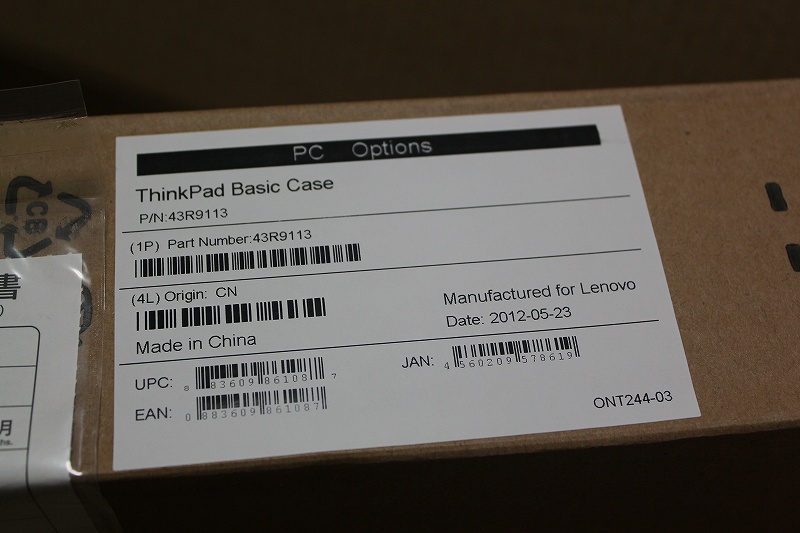 PC Options
ThinkPad Basic Case
P/N:43R9113
(1P) Part Number:43R9113
(4L) Origin: CN
Made in China
Manufactured for Lenovo
Date: 2012-05-23
UPC: 8 83609 86108 7
EAN: 0 883609 861087
JAN: 4 560209 578619
ONT244-03
CB
書
月